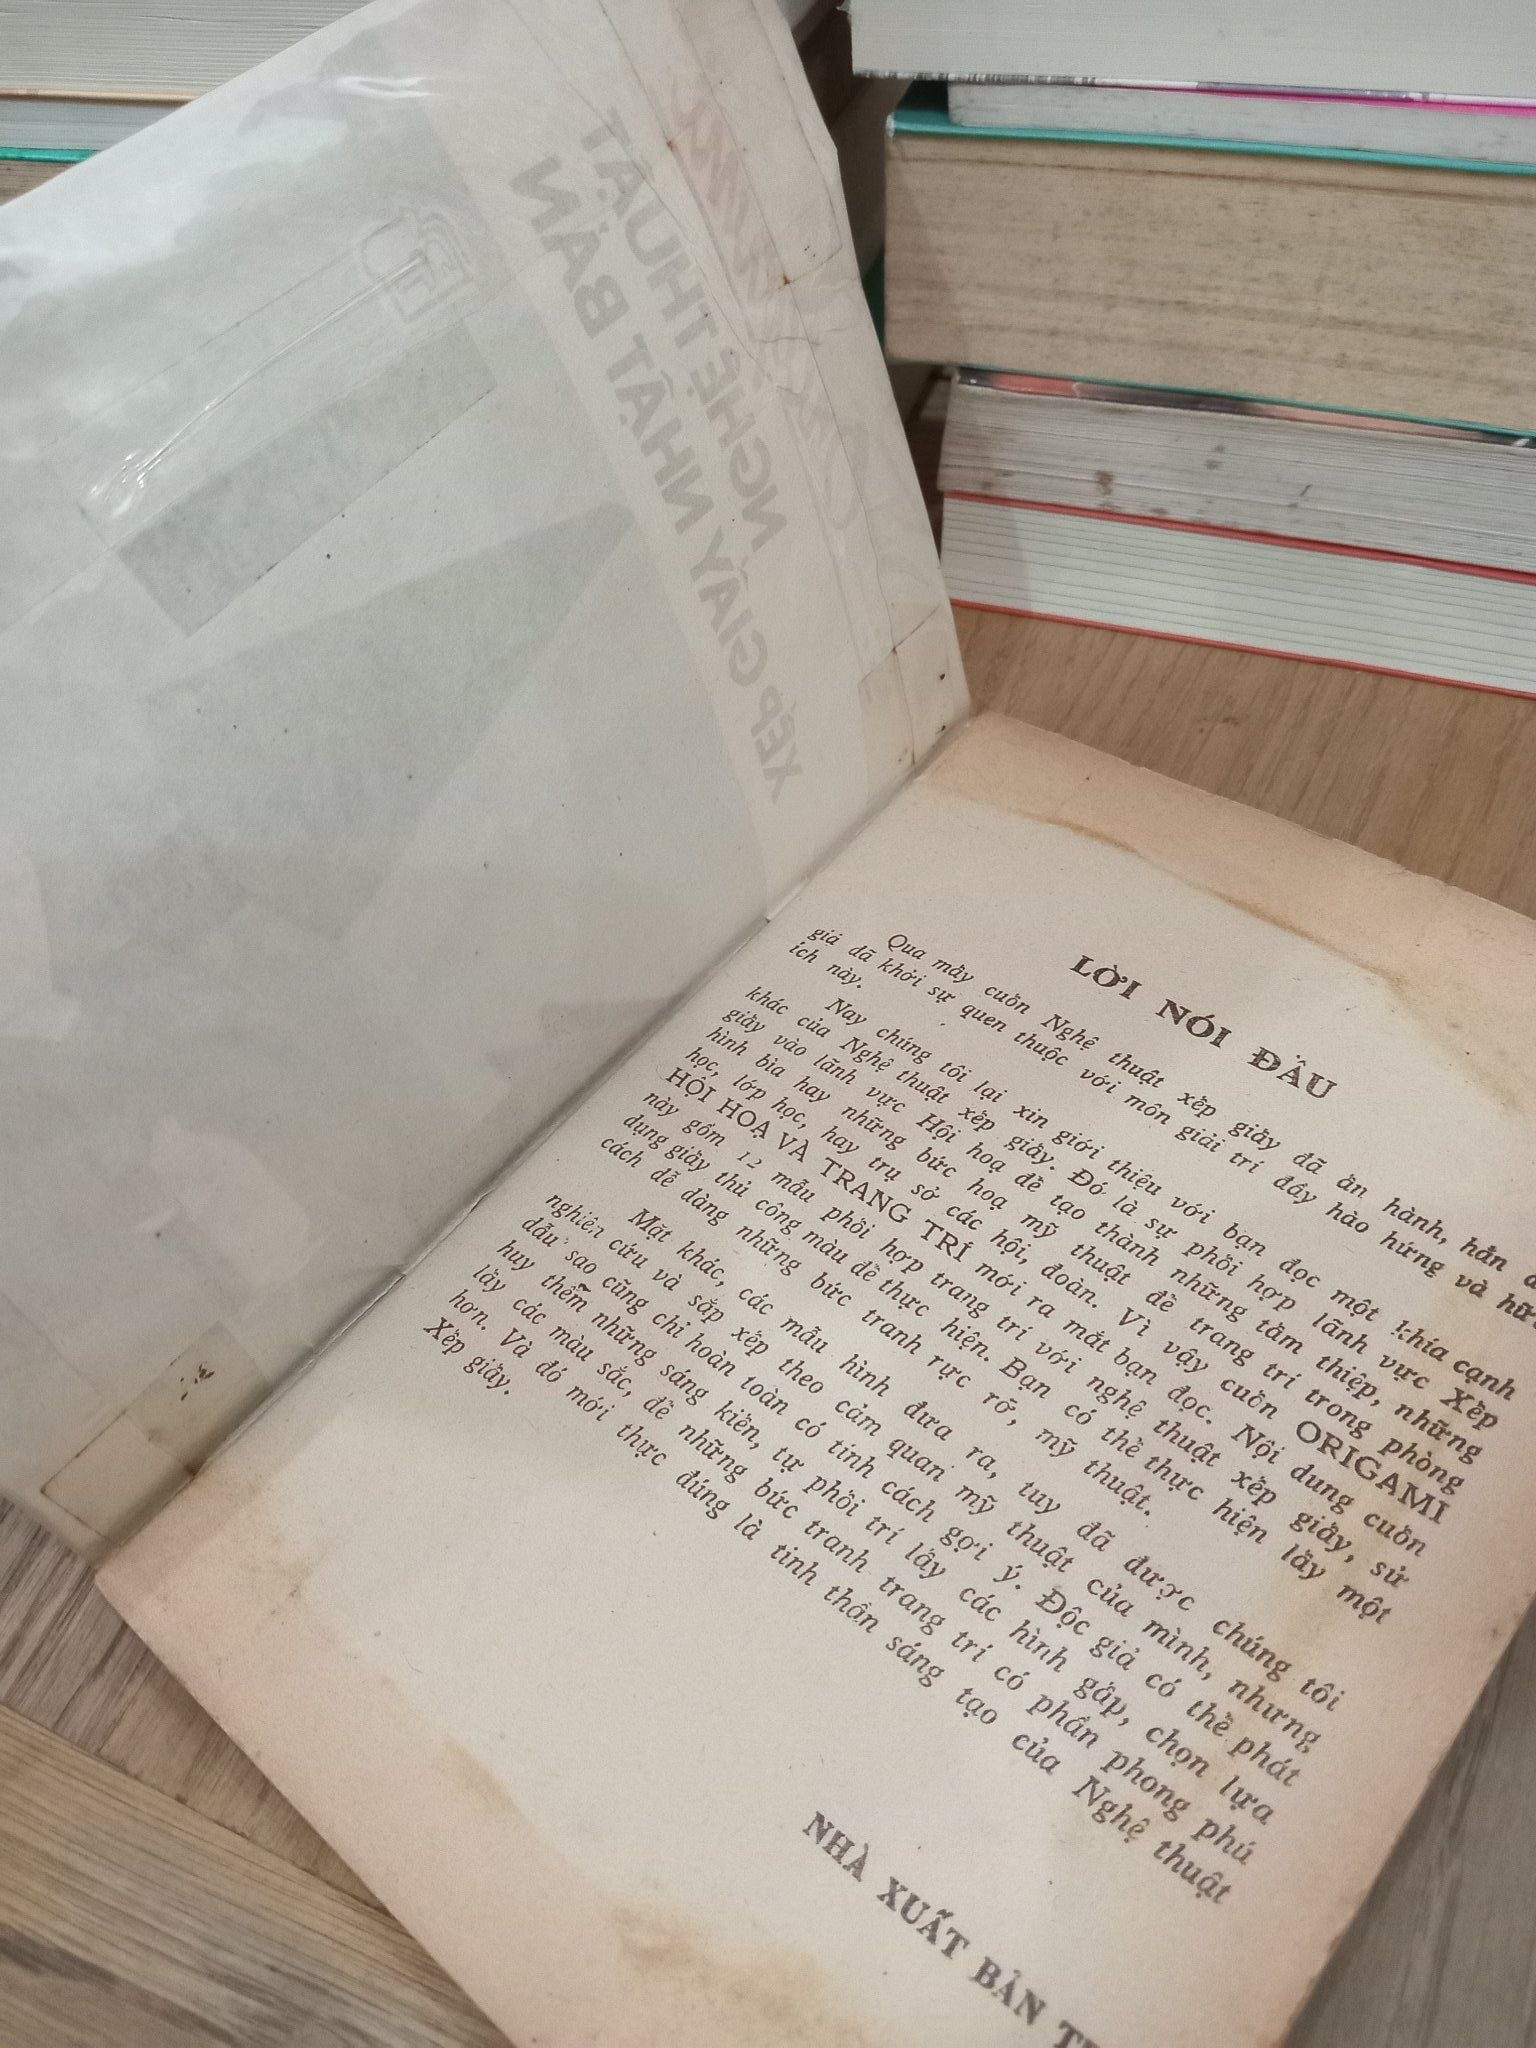 NGHỆ THUẬT
XẾP GIẤY NHẬT BẢN
LỜI NÓI ĐẦU
Qua mấy cuốn Nghệ thuật xếp giấy đã ấn hành, hẳn
giả đã khởi sự quen thuộc với môn giải trí đầy hào hứng và
ích này.
Nay chúng tôi lại xin giới thiệu với bạn đọc một khía cạnh
khác của Nghệ thuật xếp giấy. Đó là sự phối hợp lãnh vực Xếp
giấy vào lãnh vực Hội hoạ để tạo thành những tấm thiệp, những
hình bìa hay những bức hoạ mỹ thuật để trang trí trong phòng
học, lớp học, hay trụ sở các hội, đoàn. Vì vậy cuốn ORIGAMI
HỘI HOẠ VÀ TRANG TRÍ mới ra mắt bạn đọc. Nội dung cuốn
này gồm 12 mẫu phối hợp trang trí với nghệ thuật xếp giấy, sử
dụng giấy thủ công màu để thực hiện. Bạn có thể thực hiện lấy một
cách dễ dàng những bức tranh rực rỡ, mỹ thuật.
Mặt khác, các mẫu hình đưa ra, tuy đã được chúng tôi
nghiên cứu và sắp xếp theo cảm quan mỹ thuật của mình, nhưng
dẫu sao cũng chỉ hoàn toàn có tính cách gợi ý. Độc giả có thể phát
huy thêm những sáng kiến, tự phối trí lấy các hình gấp, chọn lựa
lấy các màu sắc, để những bức tranh trang trí có phần phong phú
hơn. Và đó mới thực đúng là tinh thần sáng tạo của Nghệ thuật
Xếp giấy.
NHÀ XUẤT BẢN